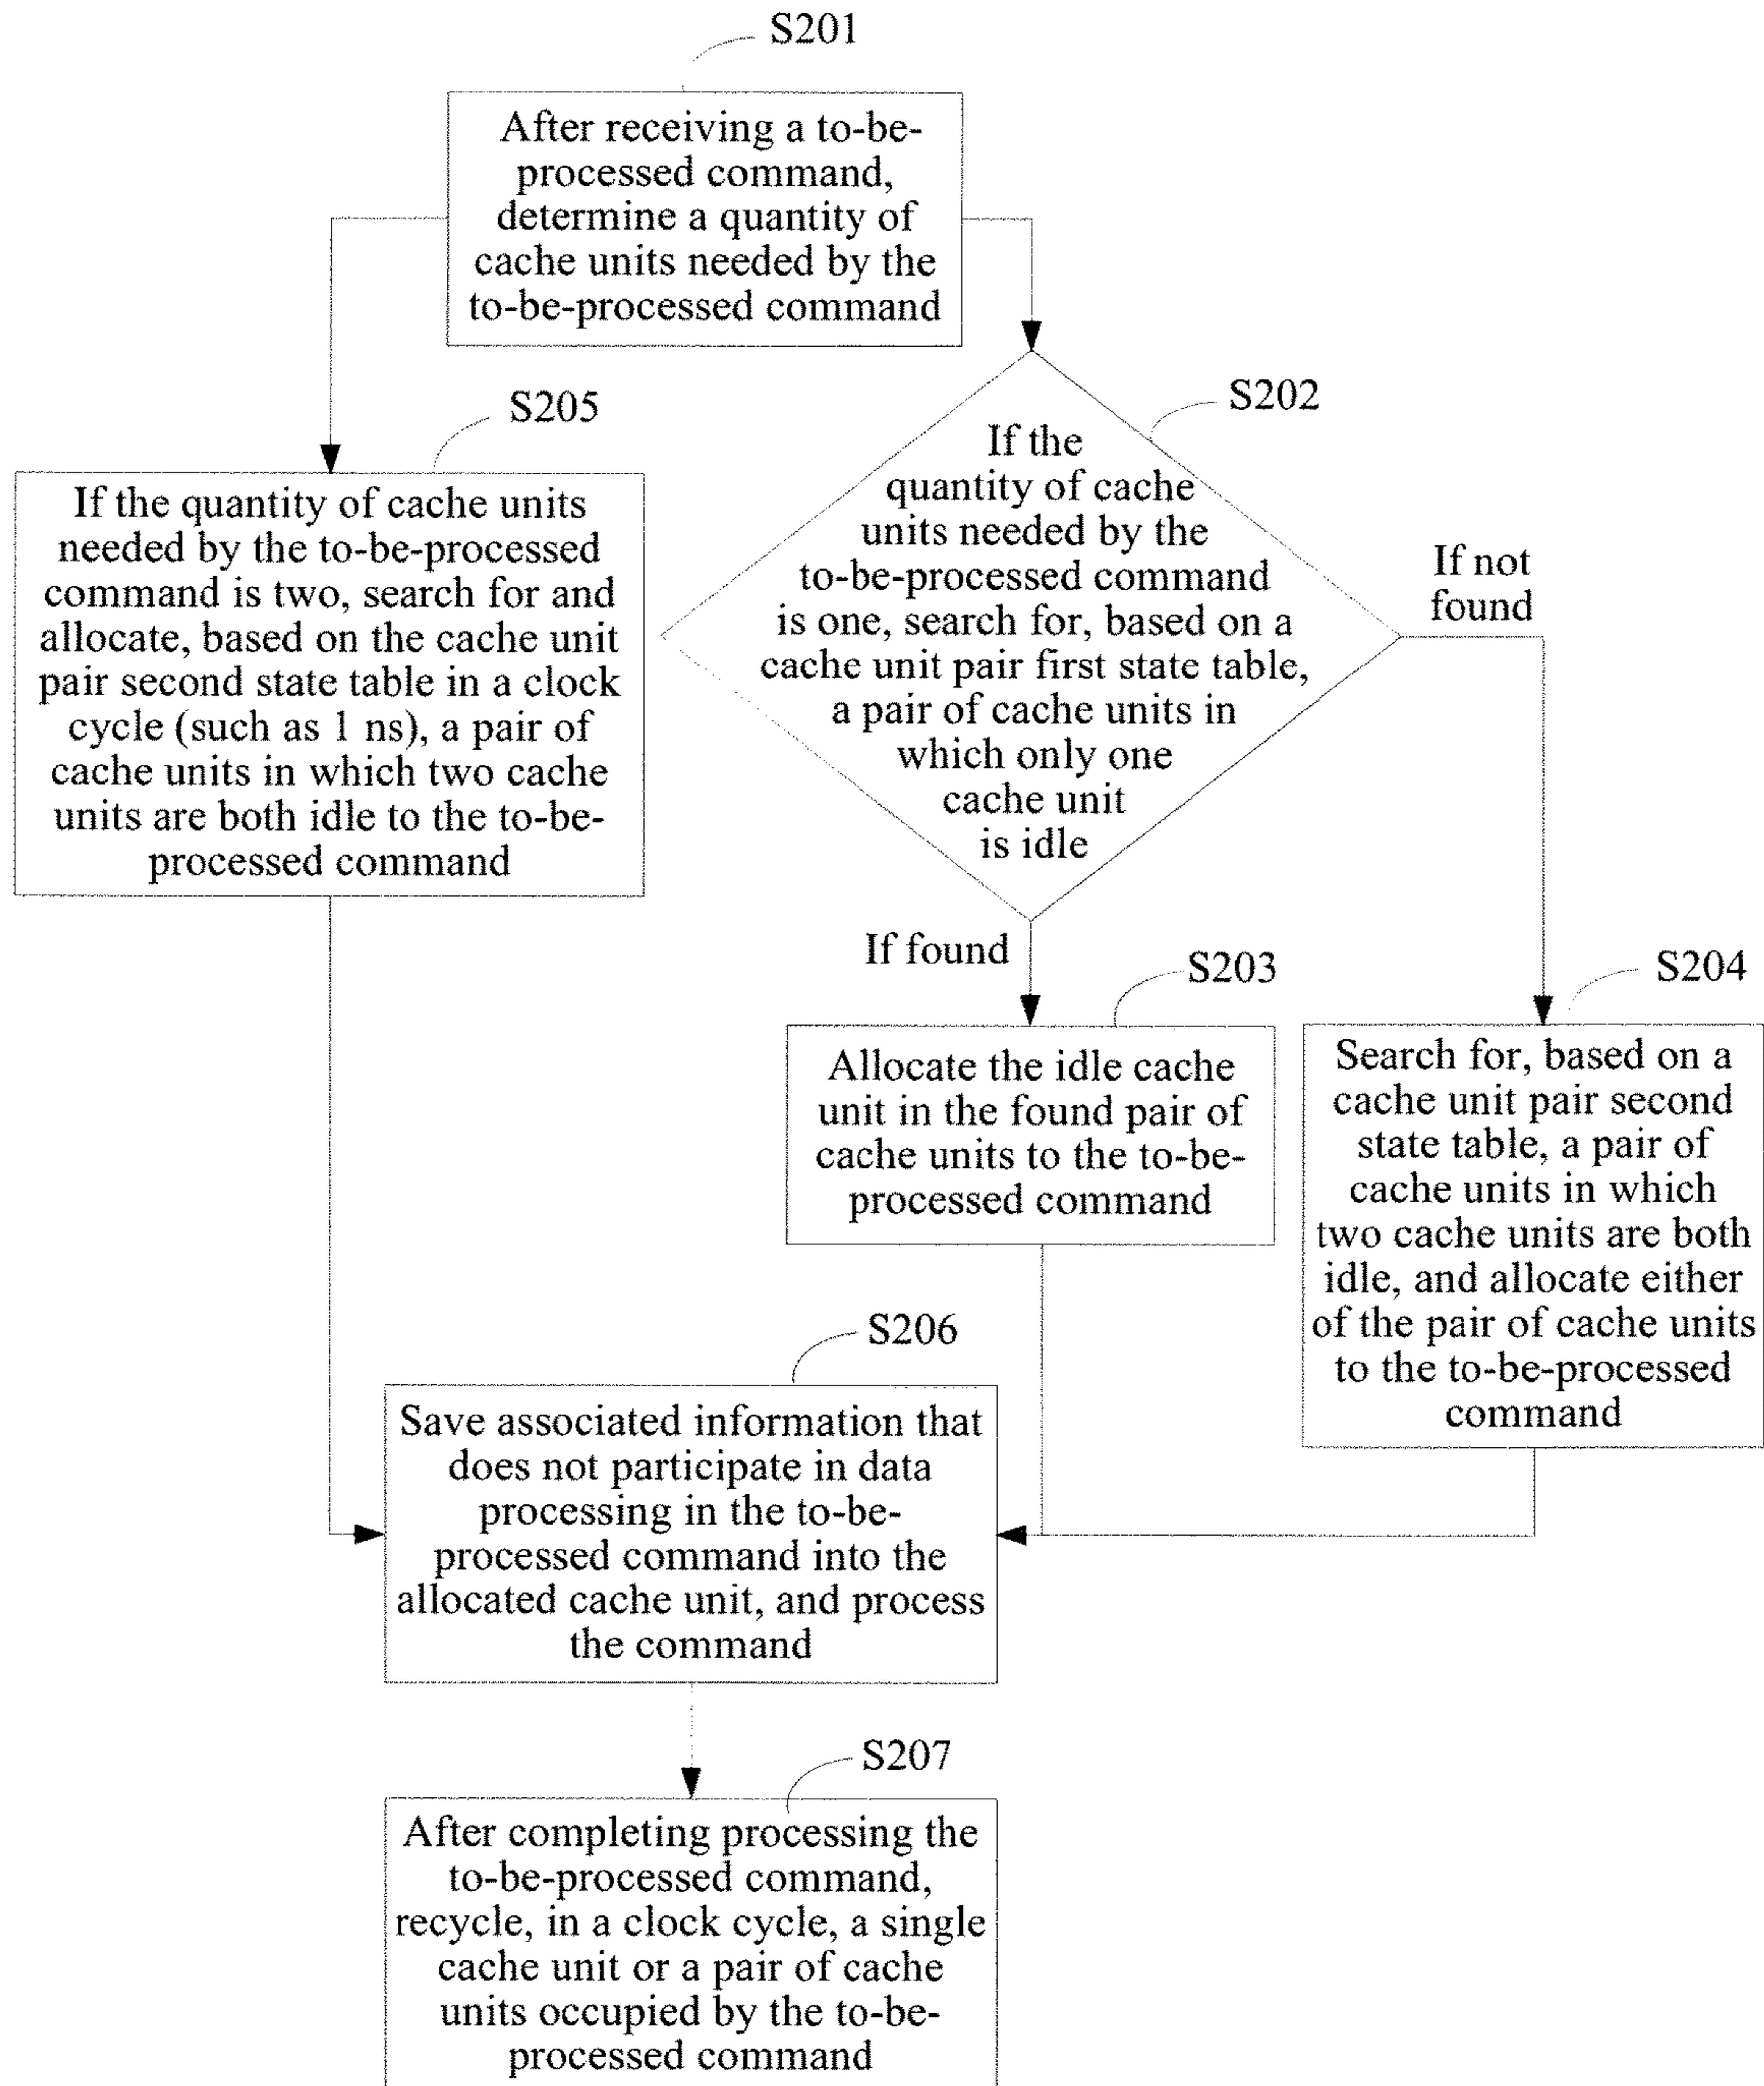 S201
After receiving a to-be-
processed command,
determine a quantity of
cache units needed by the
to-be-processed command
S205
If the quantity of cache units
needed by the to-be-processed
command is two, search for and
allocate, based on the cache unit
pair second state table in a clock
cycle (such as 1 ns), a pair of
cache units in which two cache
units are both idle to the to-be-
processed command
S202
If the
quantity of cache
units needed by the
to-be-processed command
is one, search for, based on a
cache unit pair first state table,
a pair of cache units in
which only one
cache unit
is idle
If not
found
If found
S203
Allocate the idle cache
unit in the found pair of
cache units to the to-be-
processed command
S204
Search for, based on a
cache unit pair second
state table, a pair of
cache units in which
two cache units are both
idle, and allocate either
of the pair of cache units
to the to-be-processed
command
S206
Save associated information that
does not participate in data
processing in the to-be-
processed command into the
allocated cache unit, and process
the command
S207
After completing processing the
to-be-processed command,
recycle, in a clock cycle, a single
cache unit or a pair of cache
units occupied by the to-be-
processed command